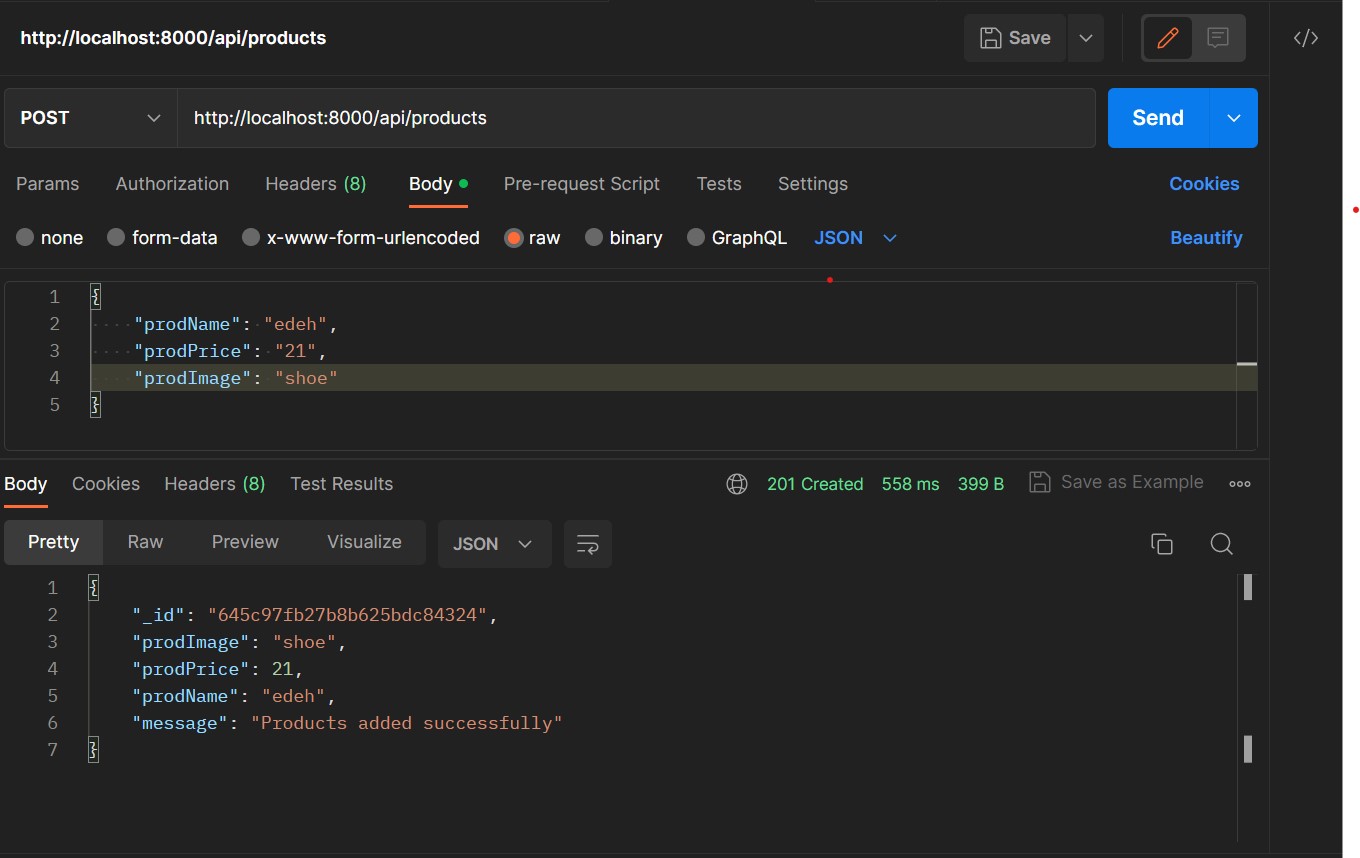 http://localhost:8000/api/products Save </>
POST http://localhost:8000/api/products Send
Params Authorization Headers (8) Body Pre-request Script Tests Settings Cookies
none form-data x-www-form-urlencoded raw binary GraphQL JSON Beautify
1 {
2 "prodName": "edeh",
3 "prodPrice": "21",
4 "prodImage": "shoe"
5 }
Body Cookies Headers (8) Test Results 201 Created 558 ms 399 B Save as Example
Pretty Raw Preview Visualize JSON
1 {
2 "_id": "645c97fb27b8b625bdc84324",
3 "prodImage": "shoe",
4 "prodPrice": 21,
5 "prodName": "edeh",
6 "message": "Products added successfully"
7 }